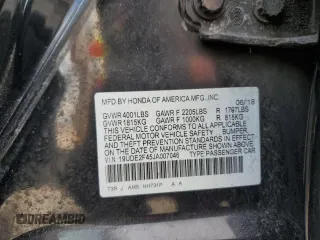 MFD. BY HONDA OF AMERICA MFG., INC. 06/18
GVWR 4001LBS GAWR F 2205LBS R 1797LBS
GVWR 1815KG GAWR F 1000KG R 815KG
THIS VEHICLE CONFORMS TO ALL APPLICABLE
FEDERAL MOTOR VEHICLE SAFETY, BUMPER,
AND THEFT PREVENTION STANDARDS IN EFFECT
ON THE DATE OF MANUFACTURE SHOWN ABOVE.
V.I.N. 19UDE2F45JA007046 TYPE PASSENGER CAR
AutoBidMaster